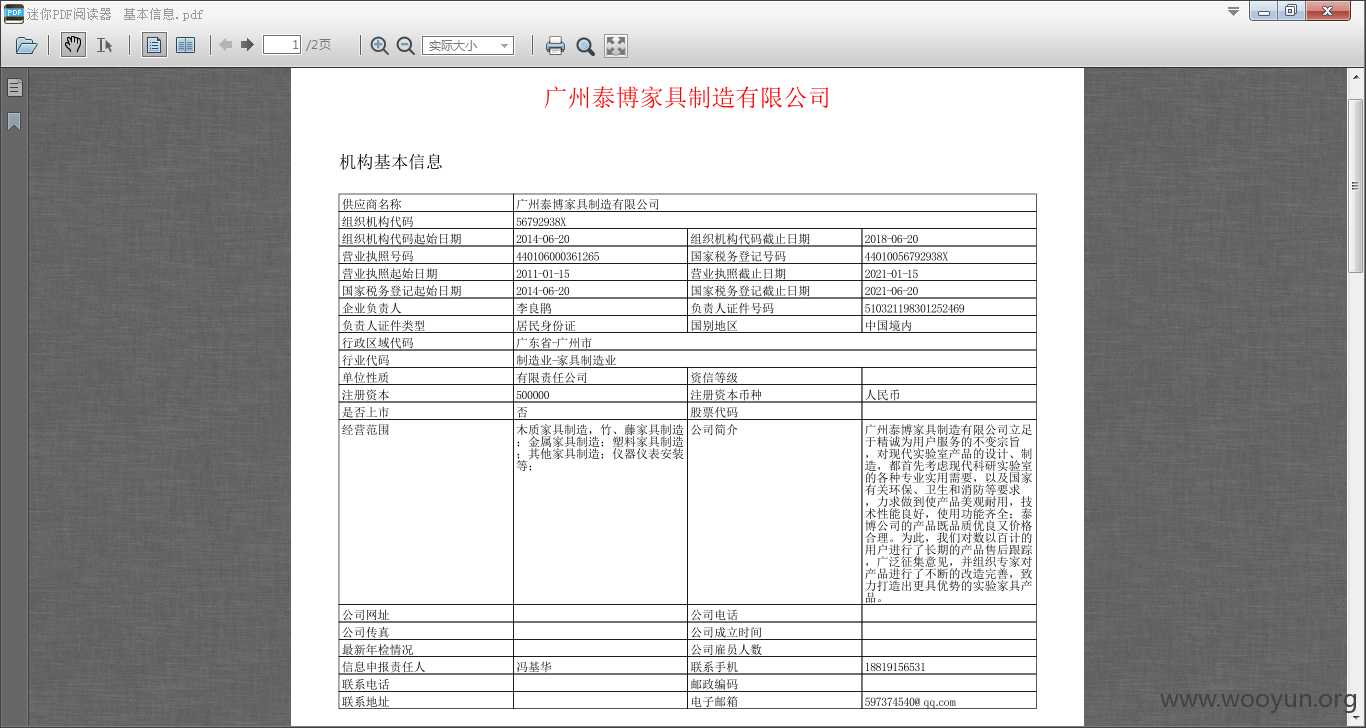 迷你PDF阅读器 基本信息.pdf
1 /2页 实际大小
广州泰博家具制造有限公司
机构基本信息
供应商名称 广州泰博家具制造有限公司
组织机构代码 56792938X
组织机构代码起始日期 2014-06-20 组织机构代码截止日期 2018-06-20
营业执照号码 440106000361265 国家税务登记号码 44010056792938X
营业执照起始日期 2011-01-15 营业执照截止日期 2021-01-15
国家税务登记起始日期 2014-06-20 国家税务登记截止日期 2021-06-20
企业负责人 李良鹃 负责人证件号码 510321198301252469
负责人证件类型 居民身份证 国别地区 中国境内
行政区域代码 广东省-广州市
行业代码 制造业-家具制造业
单位性质 有限责任公司 资信等级
注册资本 500000 注册资本币种 人民币
是否上市 否 股票代码
经营范围 木质家具制造，竹、藤家具制造
；金属家具制造；塑料家具制造
；其他家具制造；仪器仪表安装
等；
公司简介 广州泰博家具制造有限公司立足
于精诚为用户服务的不变宗旨
，对现代实验室产品的设计、制
造，都首先考虑现代科研实验室
的各种专业实用需要，以及国家
有关环保、卫生和消防等要求
，力求做到使产品美观耐用，技
术性能良好，使用功能齐全；泰
博公司的产品既品质优良又价格
合理。为此，我们对数以百计的
用户进行了长期的产品售后跟踪
，广泛征集意见，并组织专家对
产品进行了不断的改造完善，致
力打造出更具优势的实验家具产
品。
公司网址 公司电话
公司传真 公司成立时间
最新年检情况 公司雇员人数
信息申报责任人 冯基华 联系手机 18819156531
联系电话 邮政编码
联系地址 电子邮箱 597374540@qq.com
www.wooyun.org